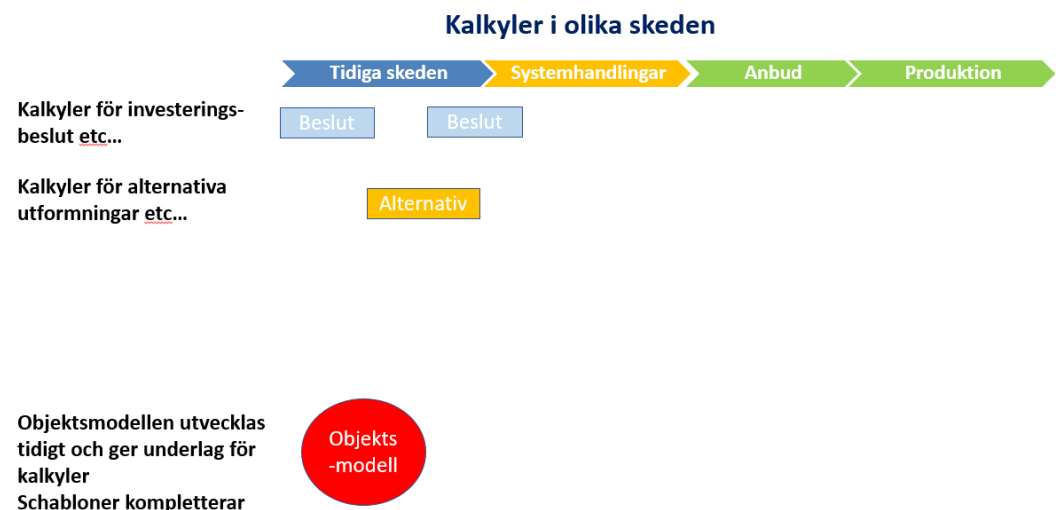 Kalkyler i olika skeden
Tidiga skeden
Systemhandlingar
Anbud
Produktion
Kalkyler för investerings-
beslut etc...
Beslut
Beslut
Kalkyler för alternativa
utformningar etc...
Alternativ
Objektsmodellen utvecklas
tidigt och ger underlag för
kalkyler
Schabloner kompletterar
Objekts
-modell